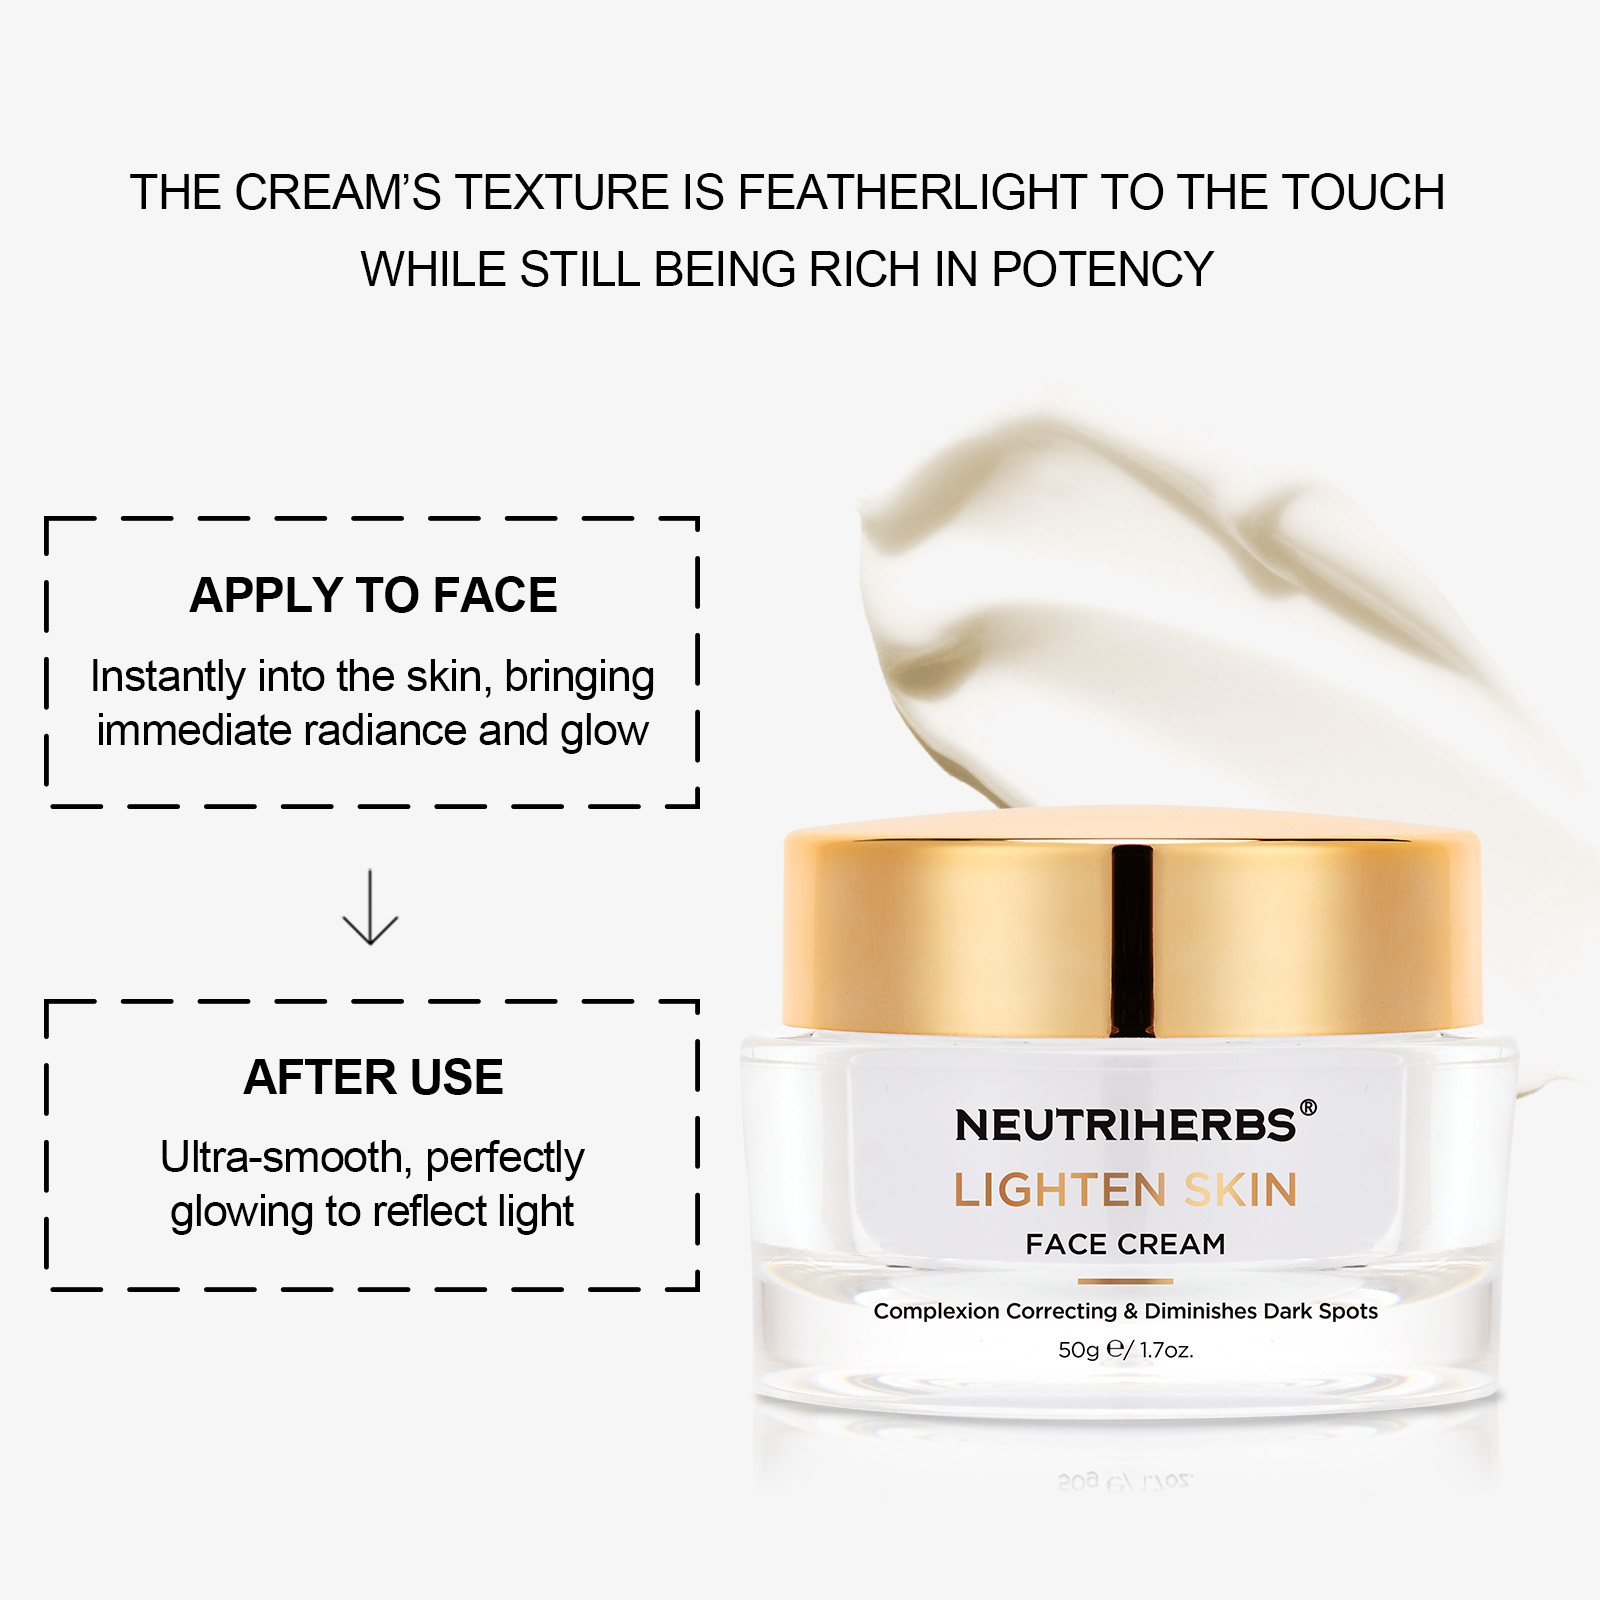 THE CREAM’S TEXTURE IS FEATHERLIGHT TO THE TOUCH
WHILE STILL BEING RICH IN POTENCY
APPLY TO FACE
Instantly into the skin, bringing
immediate radiance and glow
AFTER USE
Ultra-smooth, perfectly
glowing to reflect light
NEUTRIHERBS®
LIGHTEN SKIN
FACE CREAM
Complexion Correcting & Diminishes Dark Spots
50g ℮/ 1.7oz.